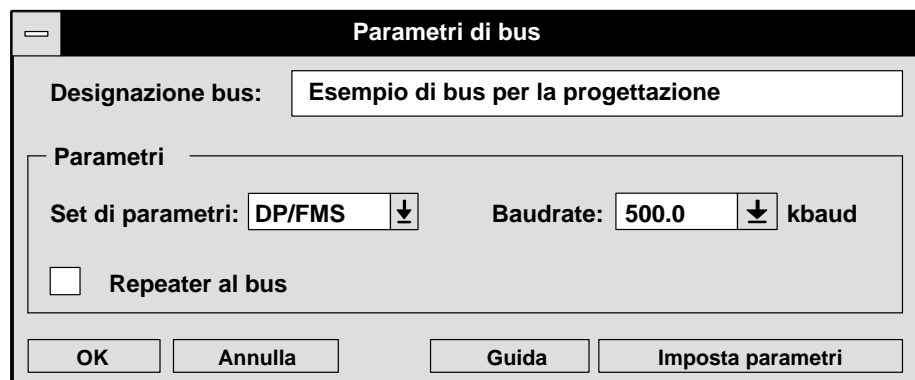 Parametri di bus
Designazione bus: Esempio di bus per la progettazione
Parametri
Set di parametri: DP/FMS Baudrate: 500.0 kbaud
Repeater al bus
OK Annulla Guida Imposta parametri